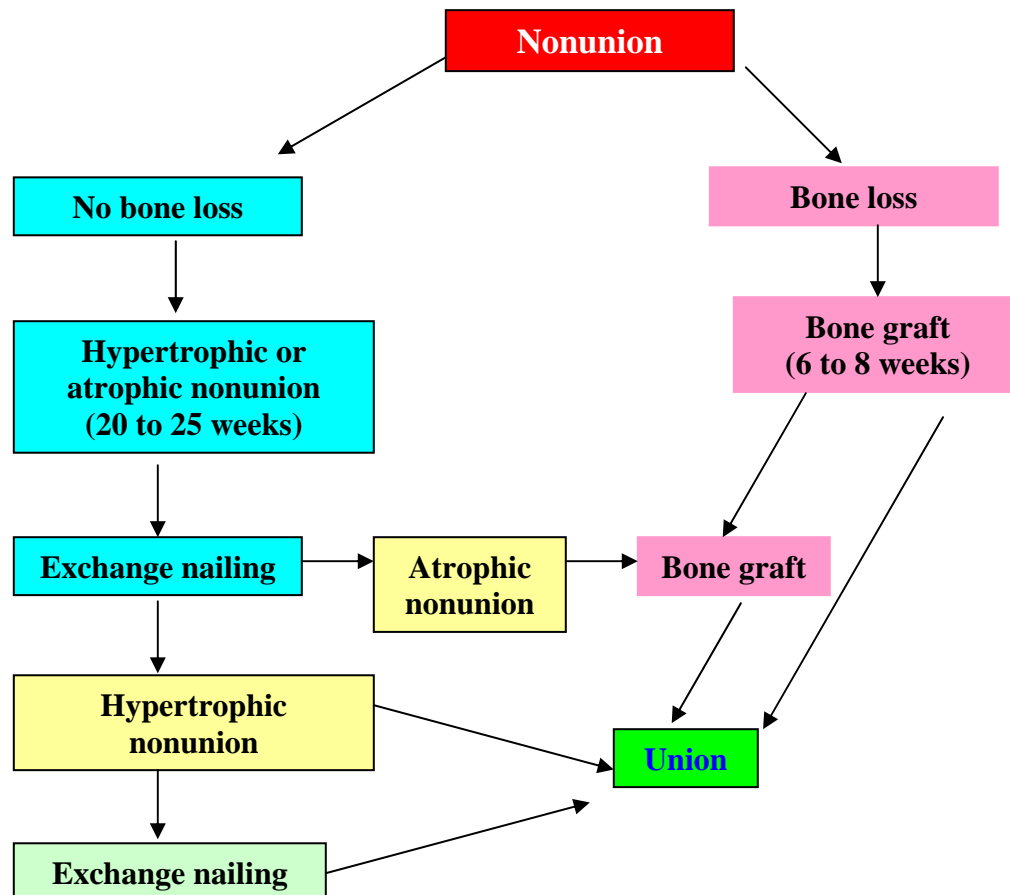 Nonunion
No bone loss
Bone loss
Hypertrophic or
atrophic nonunion
(20 to 25 weeks)
Bone graft
(6 to 8 weeks)
Exchange nailing
Atrophic
nonunion
Bone graft
Hypertrophic
nonunion
Union
Exchange nailing